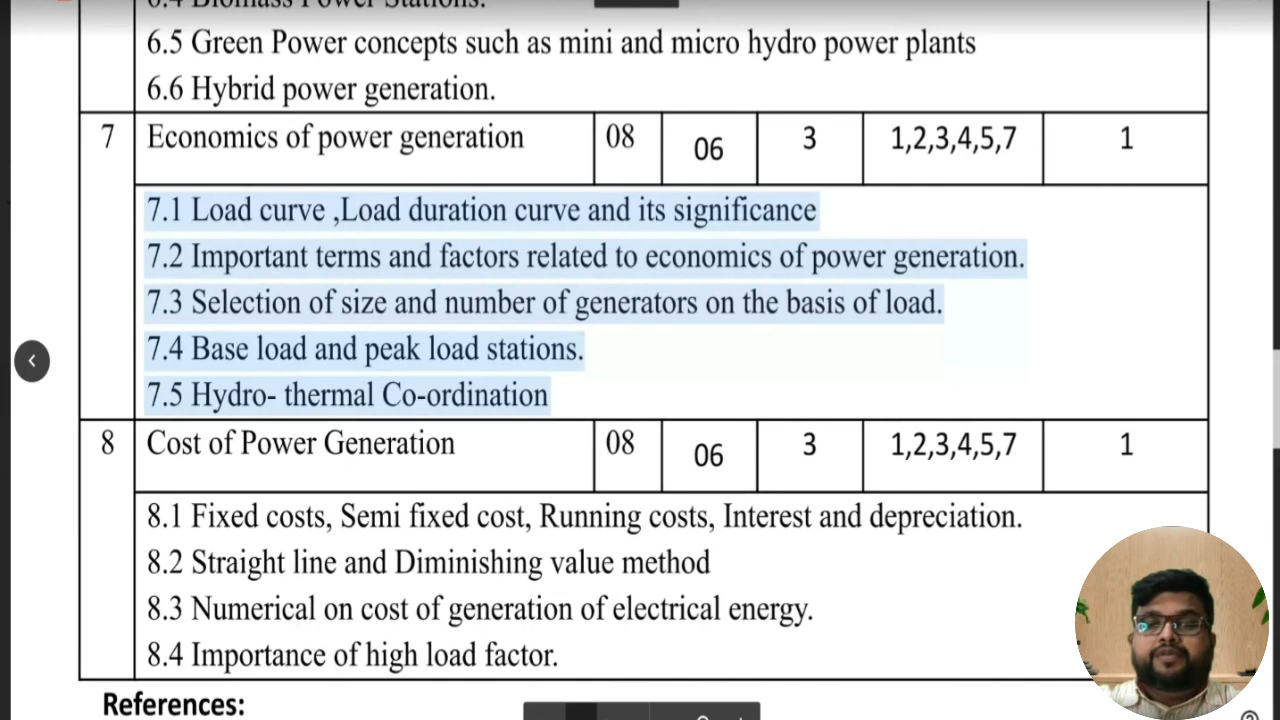 6.4 Biomass Power Stations.
6.5 Green Power concepts such as mini and micro hydro power plants
6.6 Hybrid power generation.
7 Economics of power generation 08 06 3 1,2,3,4,5,7 1
7.1 Load curve ,Load duration curve and its significance
7.2 Important terms and factors related to economics of power generation.
7.3 Selection of size and number of generators on the basis of load.
7.4 Base load and peak load stations.
7.5 Hydro- thermal Co-ordination
8 Cost of Power Generation 08 06 3 1,2,3,4,5,7 1
8.1 Fixed costs, Semi fixed cost, Running costs, Interest and depreciation.
8.2 Straight line and Diminishing value method
8.3 Numerical on cost of generation of electrical energy.
8.4 Importance of high load factor.
References: